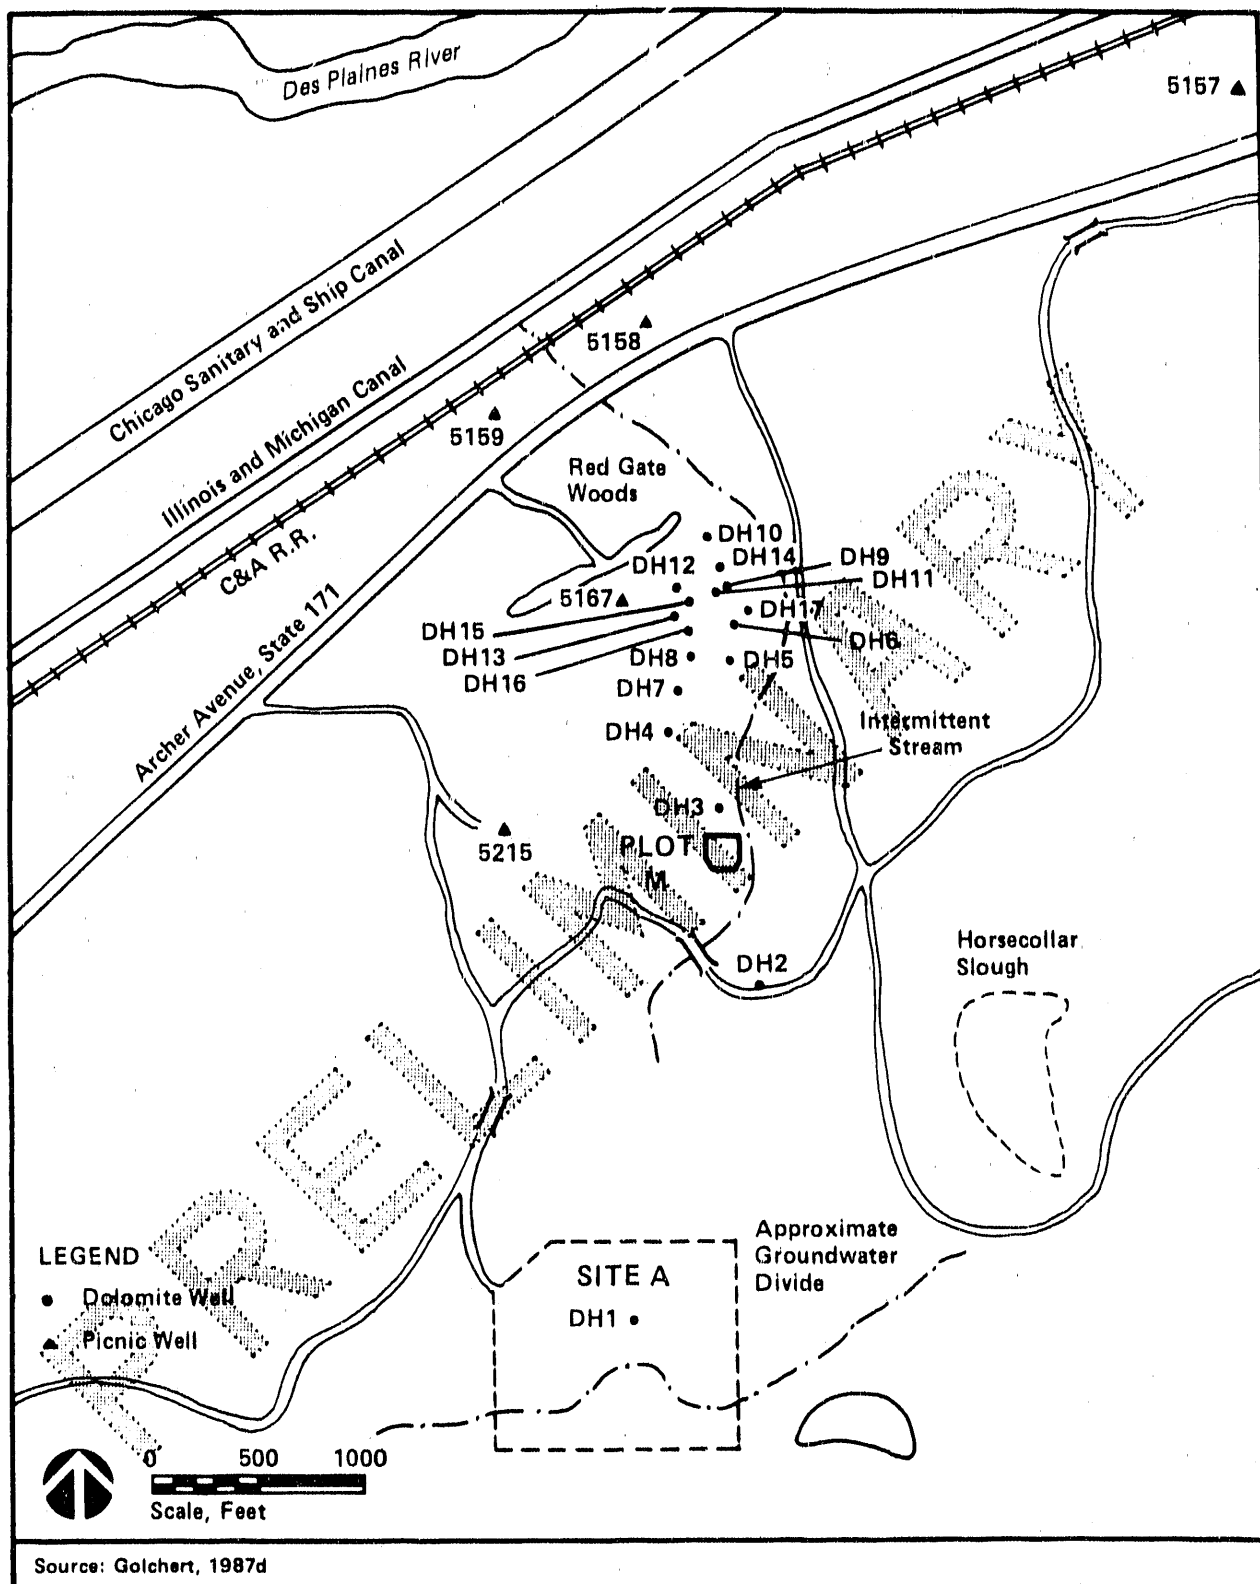 Des Plaines River
5157
Chicago Sanitary and Ship Canal
5158
Illinois and Michigan Canal
5159
C&A R.R.
Red Gate
Woods
DH10
DH14
DH9
DH12
DH11
5167
DH17
DH15
DH6
DH13
DH8
DH5
DH16
DH7
Archer Avenue, State 171
Intermittent
Stream
DH4
DH3
PLOT
M
5215
Horsecollar
Slough
DH2
PRELIMINARY
Approximate
Groundwater
Divide
LEGEND
SITE A
Dolomite Well
DH1
Picnic Well
0 500 1000
Scale, Feet
Source: Golchert, 1987d